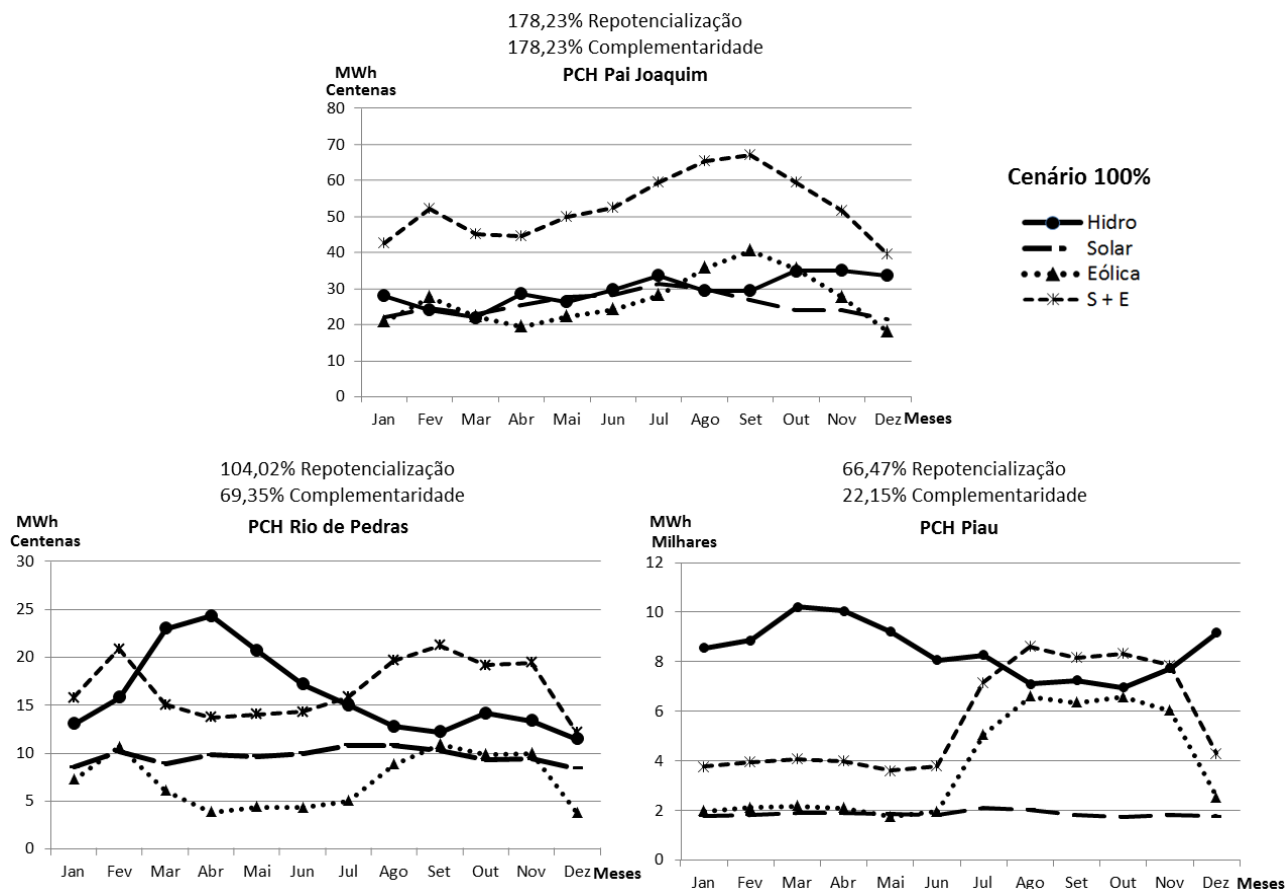 178,23% Repotencialização
178,23% Complementaridade
PCH Pai Joaquim
MWh
Centenas
80
70
60
50
40
30
20
10
0
Jan Fev Mar Abr Mai Jun Jul Ago Set Out Nov Dez Meses
Cenário 100%
Hidro
Solar
Eólica
S + E
104,02% Repotencialização
69,35% Complementaridade
PCH Rio de Pedras
MWh
Centenas
30
25
20
15
10
5
0
Jan Fev Mar Abr Mai Jun Jul Ago Set Out Nov Dez Meses
66,47% Repotencialização
22,15% Complementaridade
PCH Piau
MWh
Milhares
12
10
8
6
4
2
0
Jan Fev Mar Abr Mai Jun Jul Ago Set Out Nov Dez Meses